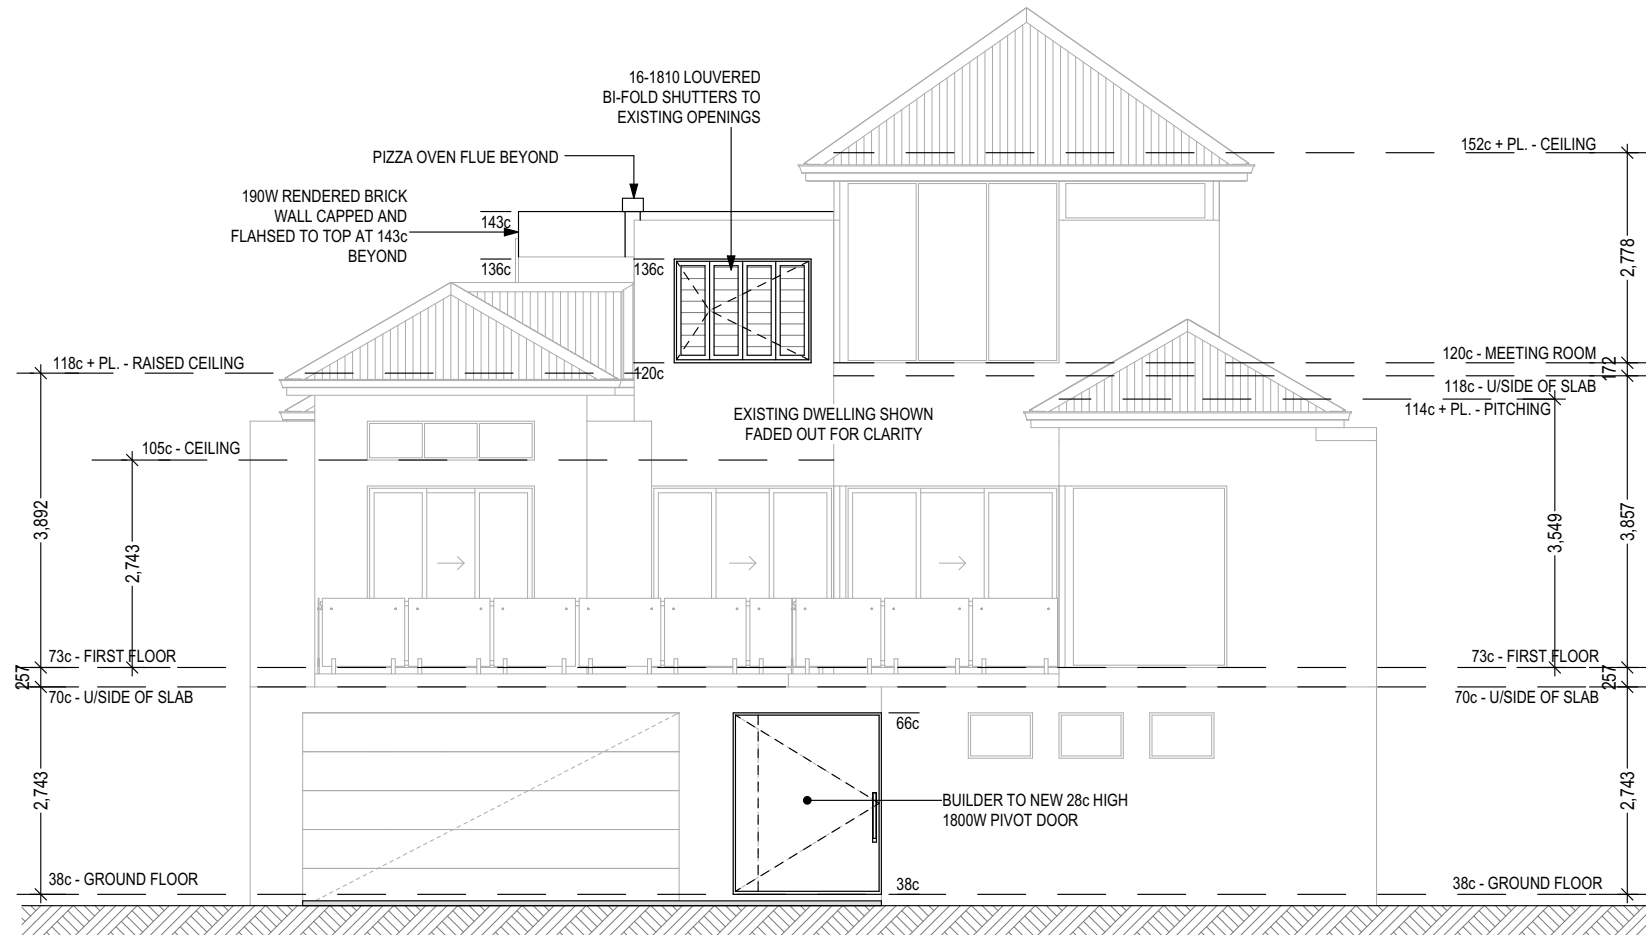 16-1810 LOUVERED
BI-FOLD SHUTTERS TO
EXISTING OPENINGS
PIZZA OVEN FLUE BEYOND
190W RENDERED BRICK
WALL CAPPED AND
FLAHSED TO TOP AT 143c
BEYOND
143c
136c
136c
120c
152c + PL. - CEILING
2,778
118c + PL. - RAISED CEILING
120c - MEETING ROOM
172
118c - U/SIDE OF SLAB
114c + PL. - PITCHING
EXISTING DWELLING SHOWN
FADED OUT FOR CLARITY
105c - CEILING
3,892
2,743
3,549
3,857
73c - FIRST FLOOR
257
70c - U/SIDE OF SLAB
73c - FIRST FLOOR
257
70c - U/SIDE OF SLAB
66c
2,743
BUILDER TO NEW 28c HIGH
1800W PIVOT DOOR
2,743
38c - GROUND FLOOR
38c
38c - GROUND FLOOR